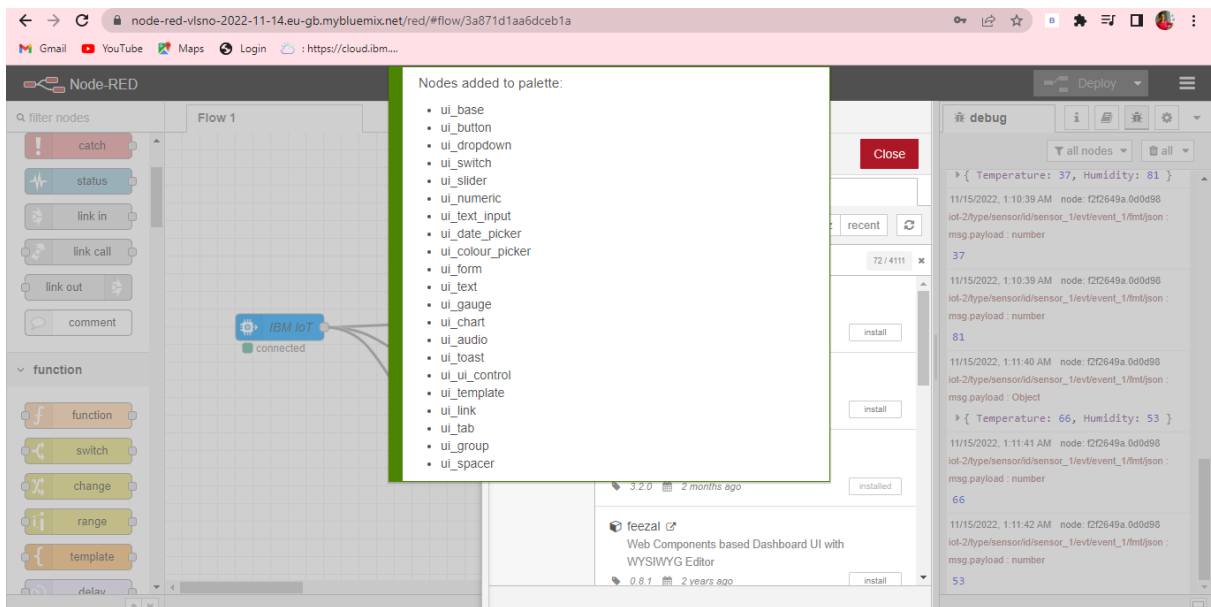 node-red-vlsno-2022-11-14.eu-gb.mybluemix.net/red/#flow/3a871d1aa6dceb1a
Gmail YouTube Maps Login : https://cloud.ibm....
Node-RED
Deploy
filter nodes
catch
status
link in
link call
link out
comment
function
function
switch
change
range
template
delay
Flow 1
IBM IoT
connected
Nodes added to palette:
ui_base
ui_button
ui_dropdown
ui_switch
ui_slider
ui_numeric
ui_text_input
ui_date_picker
ui_colour_picker
ui_form
ui_text
ui_gauge
ui_chart
ui_audio
ui_toast
ui_ui_control
ui_template
ui_link
ui_tab
ui_group
ui_spacer
Close
recent
72 / 4111
install
install
3.2.0 2 months ago installed
feezal
Web Components based Dashboard UI with
WYSIWYG Editor
0.8.1 2 years ago install
debug
all nodes all
{ Temperature: 37, Humidity: 81 }
11/15/2022, 1:10:39 AM node: f2f2649a.0d0d98
iot-2/type/sensor/id/sensor_1/evt/event_1/fmt/json :
msg.payload : number
37
11/15/2022, 1:10:39 AM node: f2f2649a.0d0d98
iot-2/type/sensor/id/sensor_1/evt/event_1/fmt/json :
msg.payload : number
81
11/15/2022, 1:11:40 AM node: f2f2649a.0d0d98
iot-2/type/sensor/id/sensor_1/evt/event_1/fmt/json :
msg.payload : Object
{ Temperature: 66, Humidity: 53 }
11/15/2022, 1:11:41 AM node: f2f2649a.0d0d98
iot-2/type/sensor/id/sensor_1/evt/event_1/fmt/json :
msg.payload : number
66
11/15/2022, 1:11:42 AM node: f2f2649a.0d0d98
iot-2/type/sensor/id/sensor_1/evt/event_1/fmt/json :
msg.payload : number
53